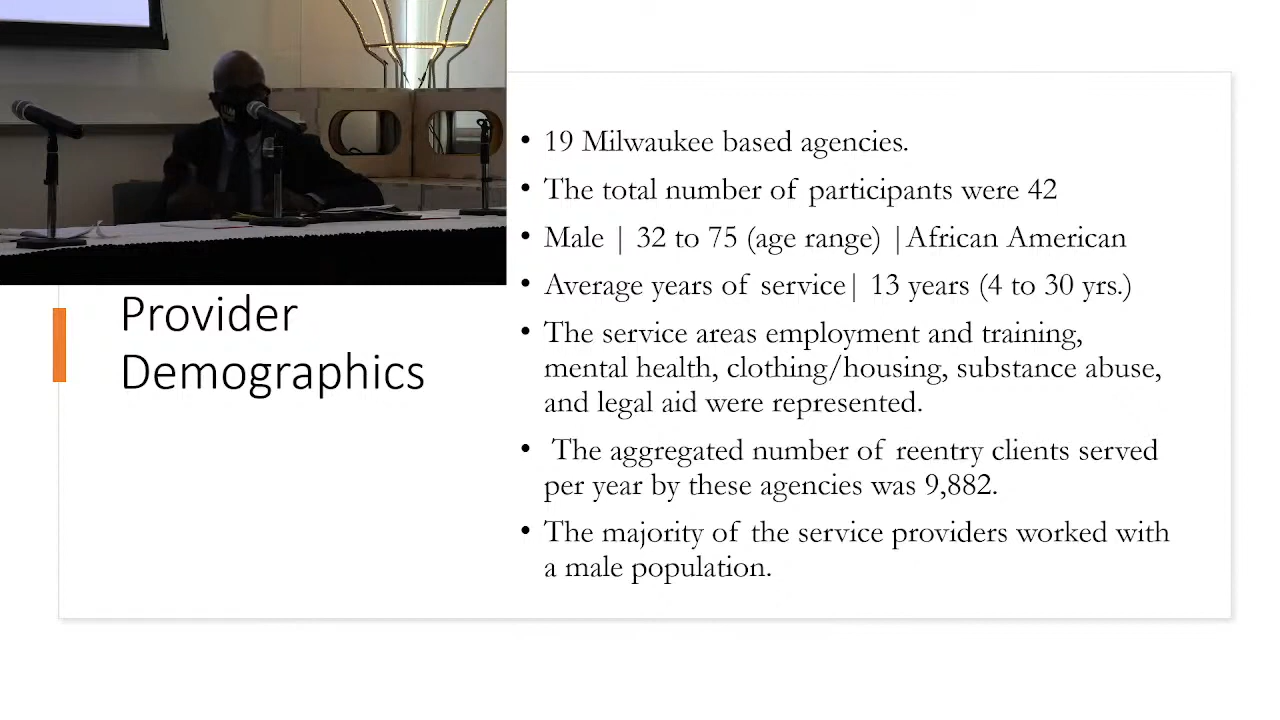 Provider
Demographics
• 19 Milwaukee based agencies.
• The total number of participants were 42
• Male | 32 to 75 (age range) |African American
• Average years of service| 13 years (4 to 30 yrs.)
• The service areas employment and training,
mental health, clothing/housing, substance abuse,
and legal aid were represented.
• The aggregated number of reentry clients served
per year by these agencies was 9,882.
• The majority of the service providers worked with
a male population.